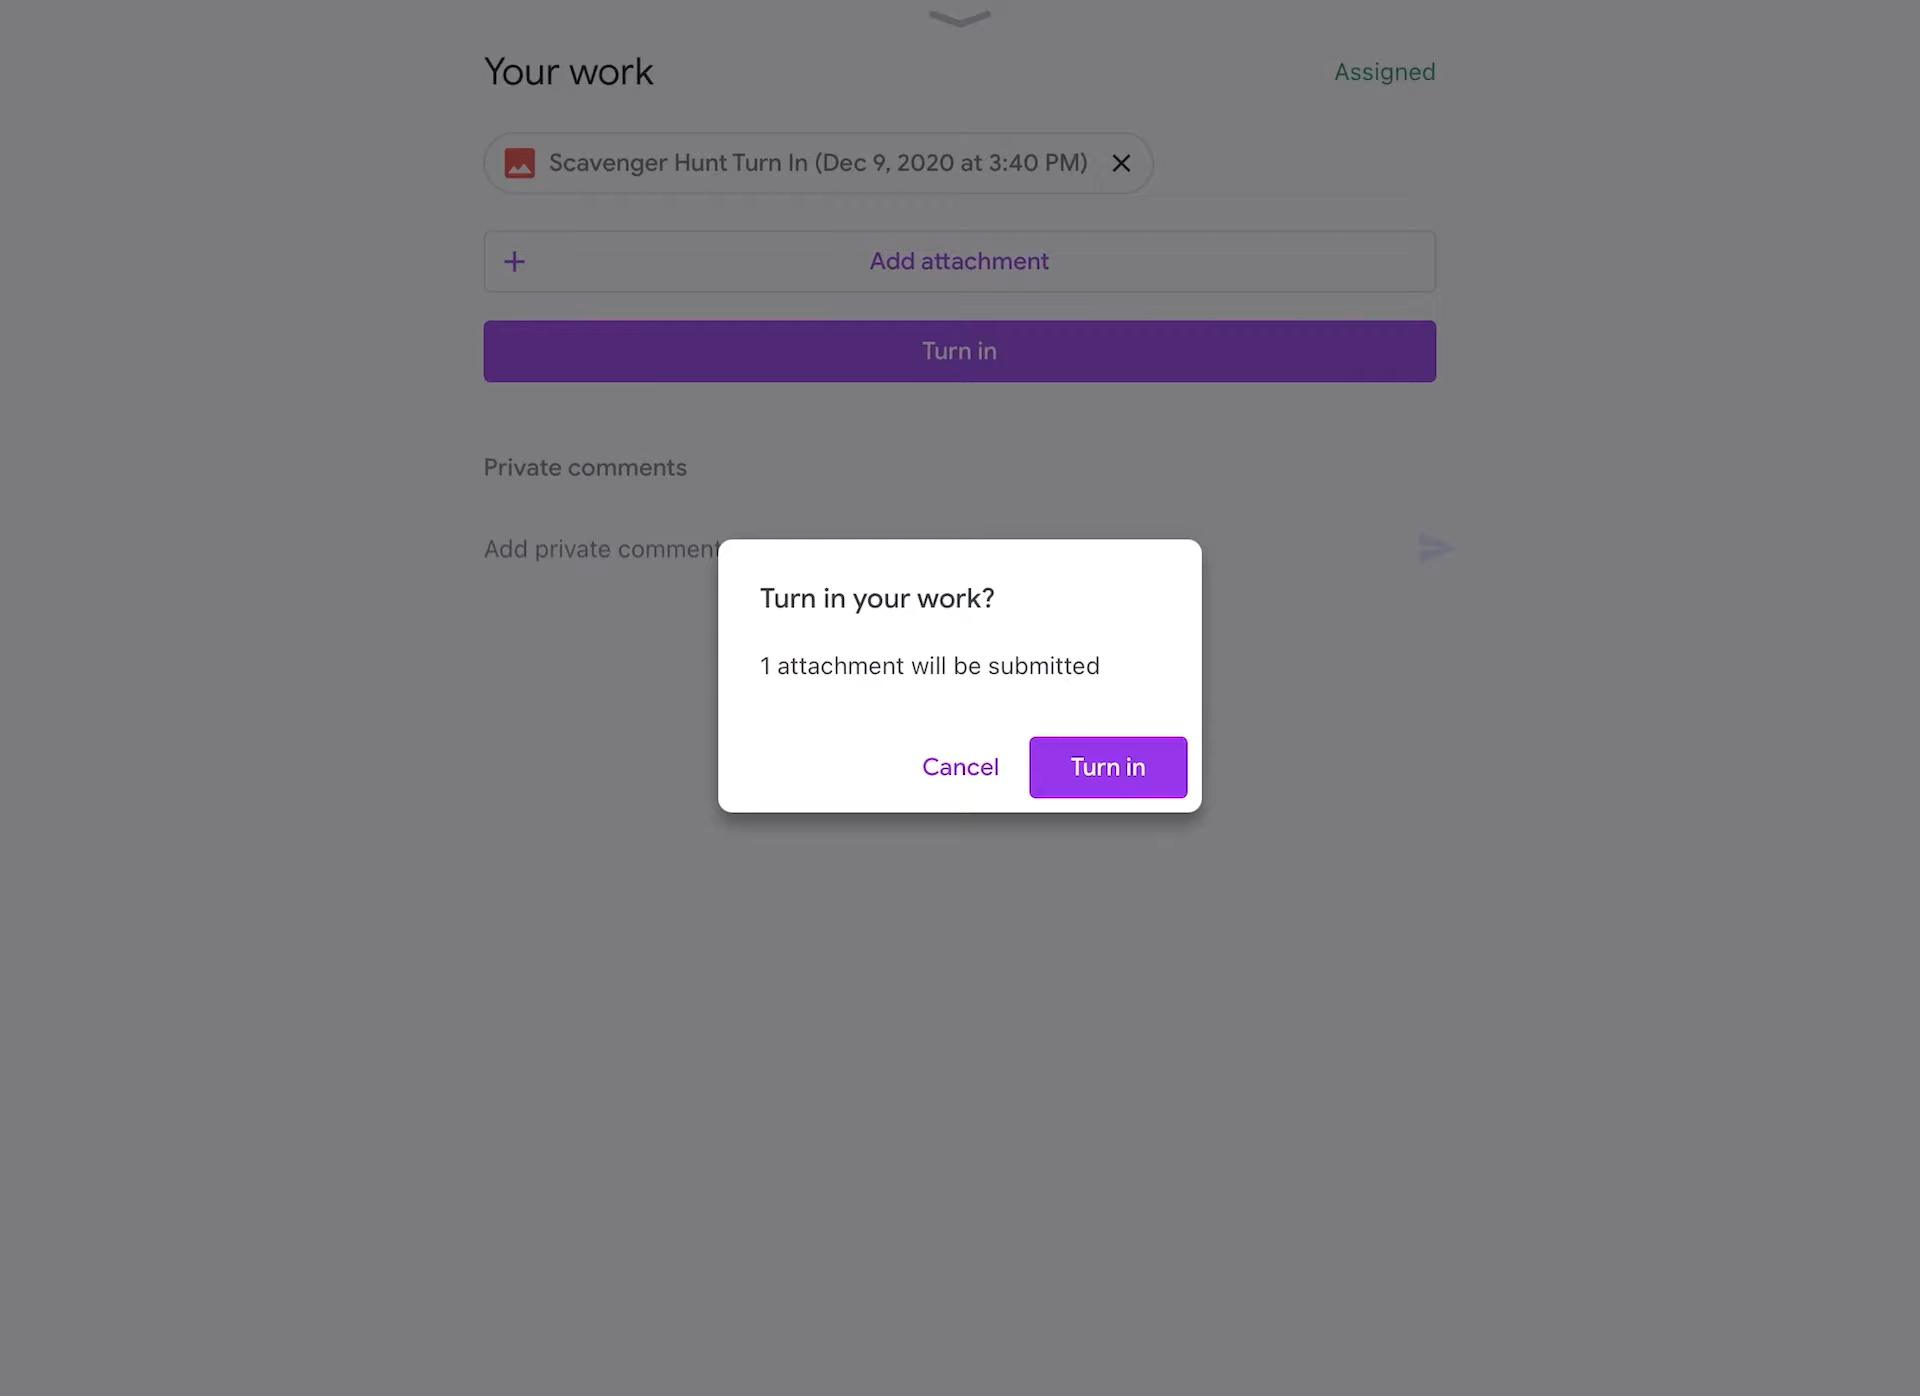 Your work
Assigned
Scavenger Hunt Turn In (Dec 9, 2020 at 3:40 PM)
Add attachment
Turn in
Private comments
Add private comment
Turn in your work?
1 attachment will be submitted
Cancel
Turn in